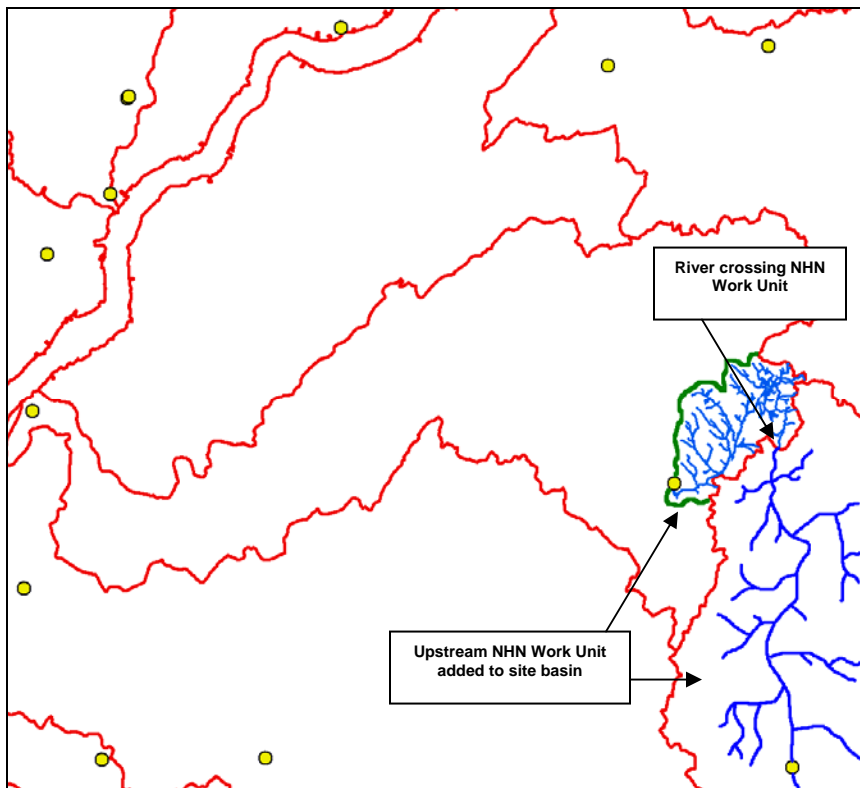 River crossing NHN
Work Unit
Upstream NHN Work Unit
added to site basin